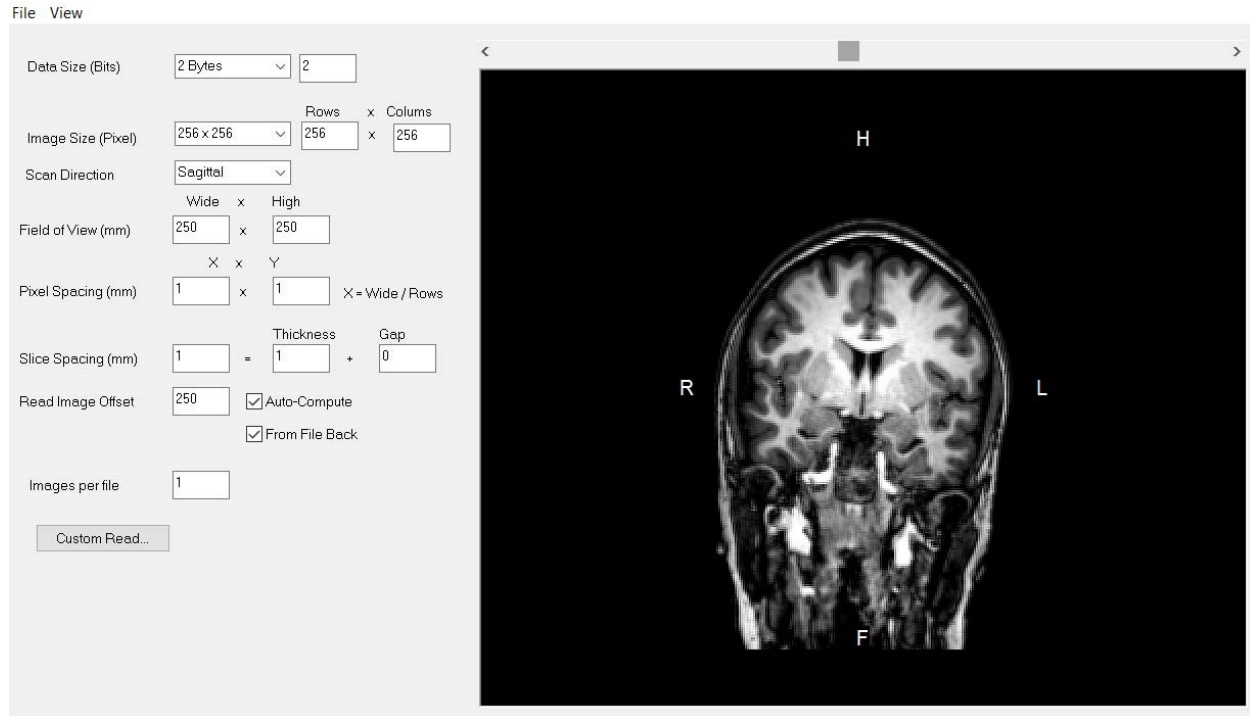 File View
Data Size (Bits) 2 Bytes 2
Rows x Colums
Image Size (Pixel) 256 x 256 256 x 256
Scan Direction Sagittal
Wide x High
Field of View (mm) 250 x 250
X x Y
Pixel Spacing (mm) 1 x 1 X = Wide / Rows
Thickness Gap
Slice Spacing (mm) 1 = 1 + 0
Read Image Offset 250 Auto-Compute
From File Back
Images per file 1
Custom Read...
H
R L
F